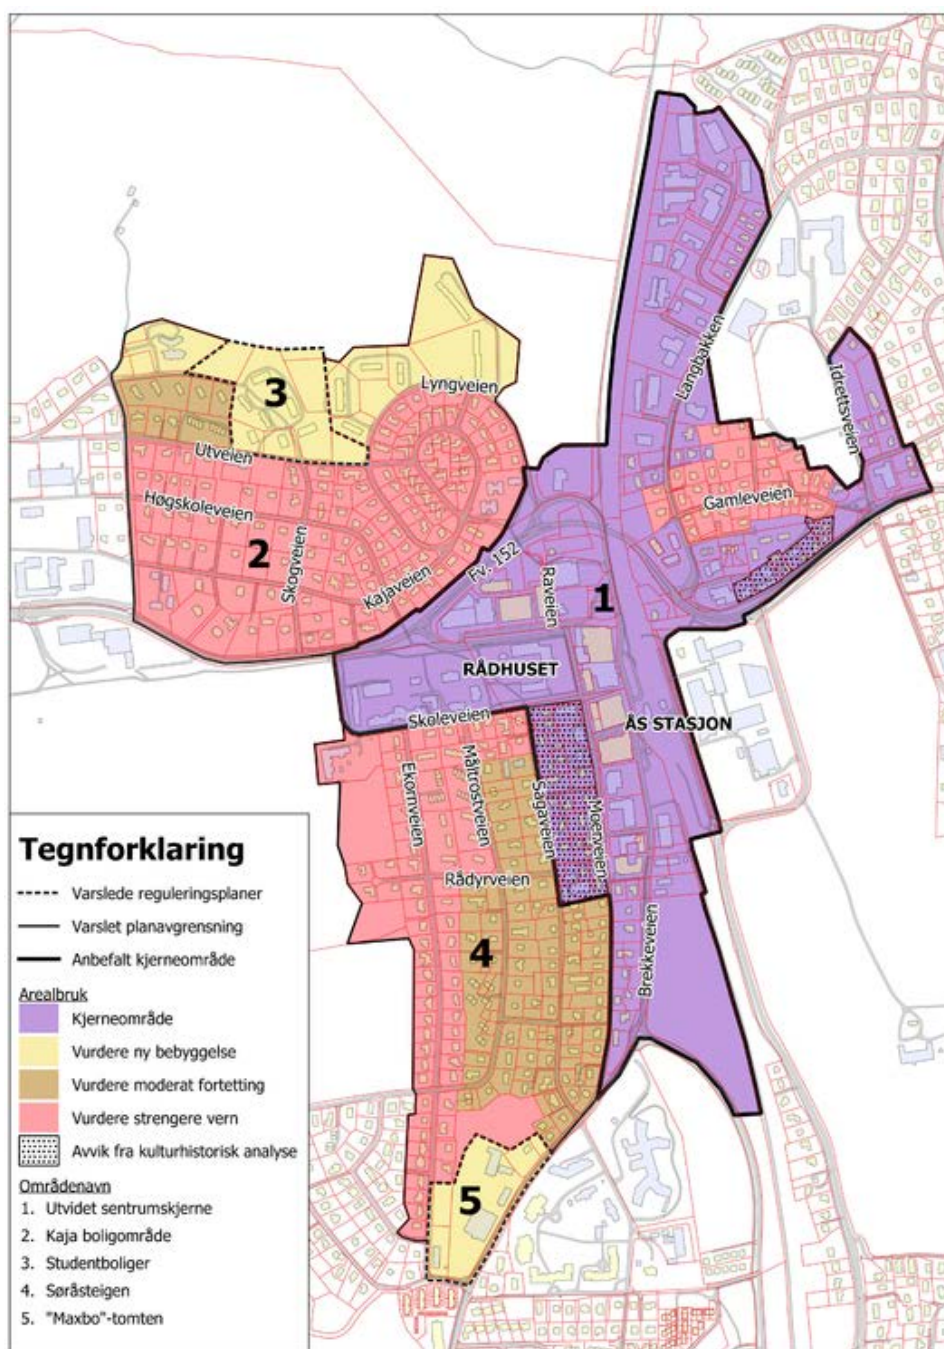 Langbakken
Idrettsveien
3
Lyngveien
Utveien
Gamleveien
Høgskoleveien
2
Skogveien
Kajaveien
Fv. 152
Raveien
1
RÅDHUSET
Skoleveien
ÅS STASJON
Ekornveien
Måltrostveien
Sagaveien
Moerveien
Rådyrveien
4
Brekkeveien
5
Tegnforklaring
Varslede reguleringsplaner
Varslet planavgrensning
Anbefalt kjerneområde
Arealbruk
Kjerneområde
Vurdere ny bebyggelse
Vurdere moderat fortetting
Vurdere strengere vern
Avvik fra kulturhistorisk analyse
Områdenavn
1. Utvidet sentrumskjerne
2. Kaja boligområde
3. Studentboliger
4. Søråsteigen
5. "Maxbo"-tomten